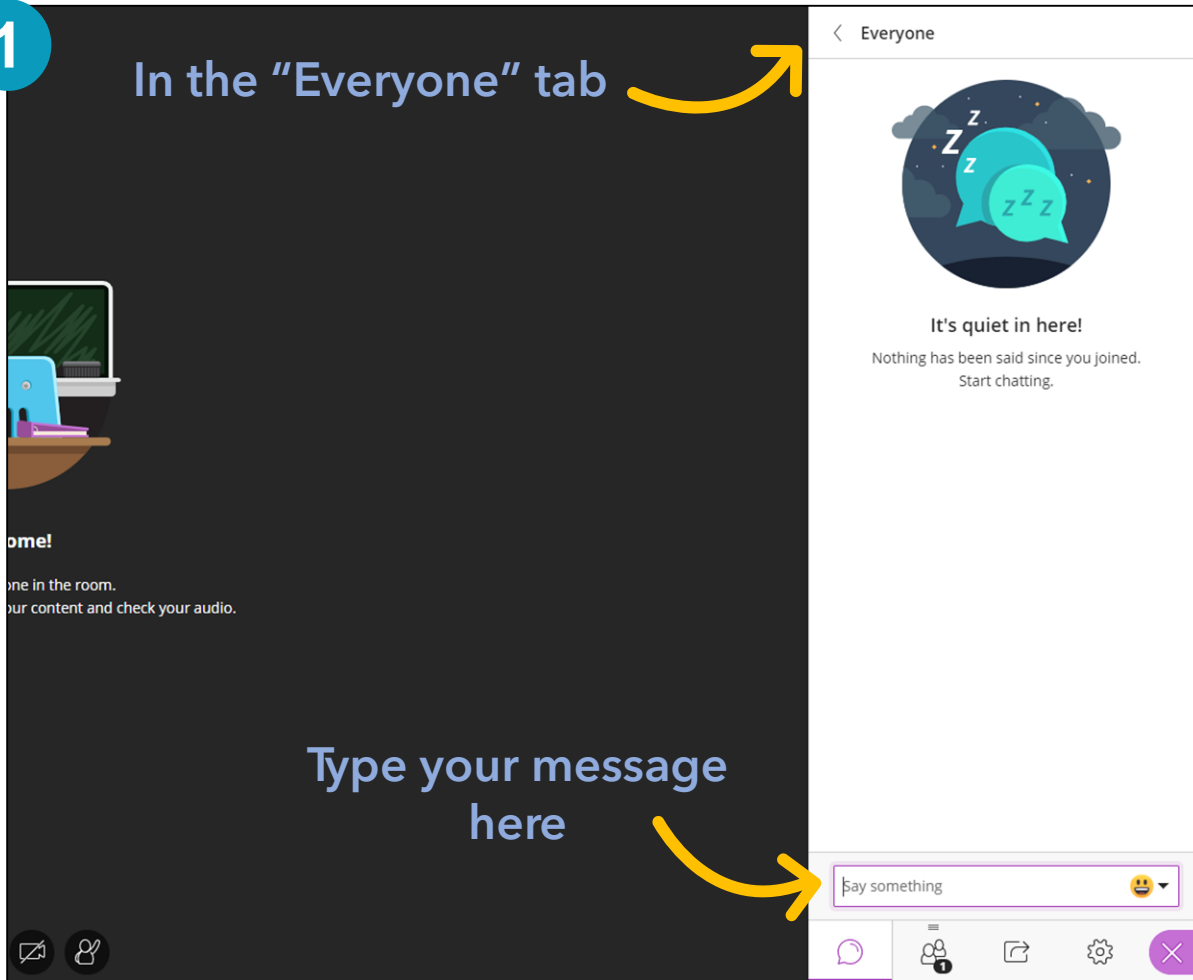 1
In the “Everyone” tab
Everyone
Z
Z
Z
Z Z Z
It's quiet in here!
Nothing has been said since you joined.
Start chatting.
ome!
one in the room.
our content and check your audio.
Type your message
here
Say something
1